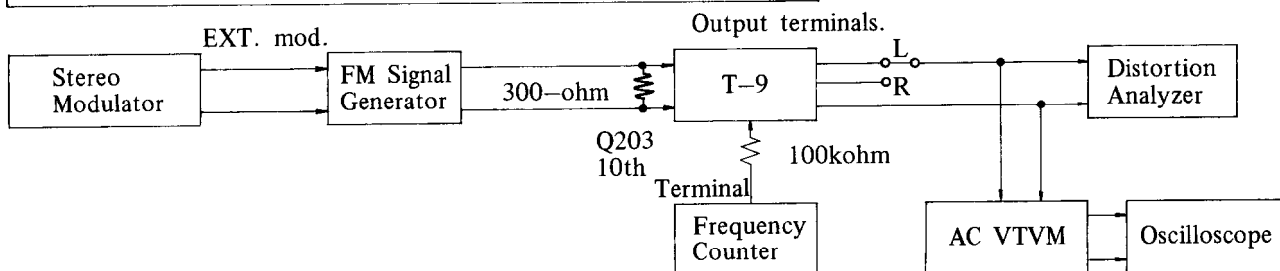 Output terminals.
EXT. mod.
L
Stereo
Modulator
FM Signal
Generator
300-ohm
T-9
R
Distortion
Analyzer
Q203
10th
Terminal
100kohm
Frequency
Counter
AC VTVM
Oscilloscope